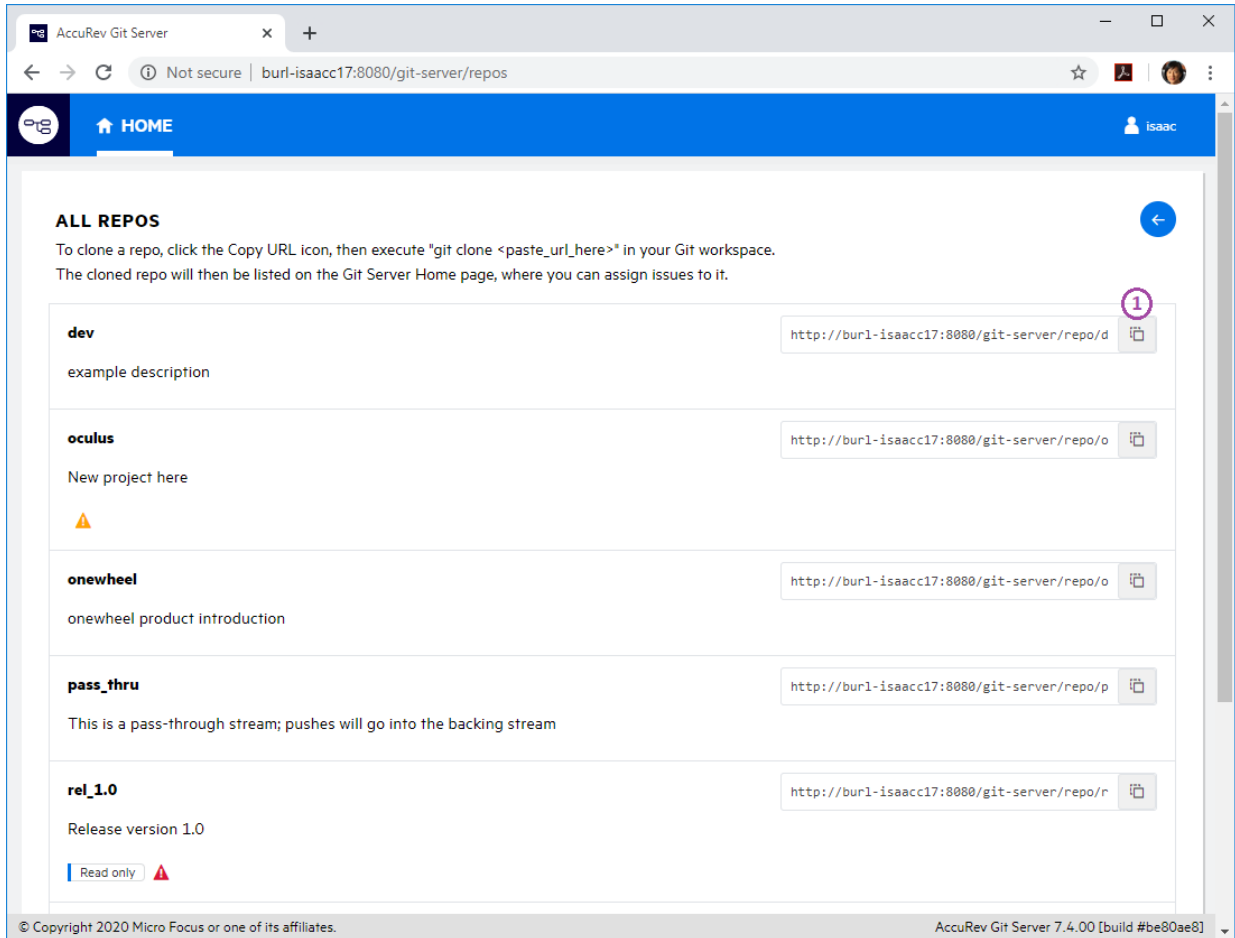 AccuRev Git Server
Not secure | burl-isaacc17:8080/git-server/repos
HOME
isaac
ALL REPOS
To clone a repo, click the Copy URL icon, then execute "git clone <paste_url_here>" in your Git workspace.
The cloned repo will then be listed on the Git Server Home page, where you can assign issues to it.
1
dev
http://burl-isaacc17:8080/git-server/repo/d
example description
oculus
http://burl-isaacc17:8080/git-server/repo/o
New project here
onewheel
http://burl-isaacc17:8080/git-server/repo/o
onewheel product introduction
pass_thru
http://burl-isaacc17:8080/git-server/repo/p
This is a pass-through stream; pushes will go into the backing stream
rel_1.0
http://burl-isaacc17:8080/git-server/repo/r
Release version 1.0
Read only
© Copyright 2020 Micro Focus or one of its affiliates.
AccuRev Git Server 7.4.00 [build #be80ae8]